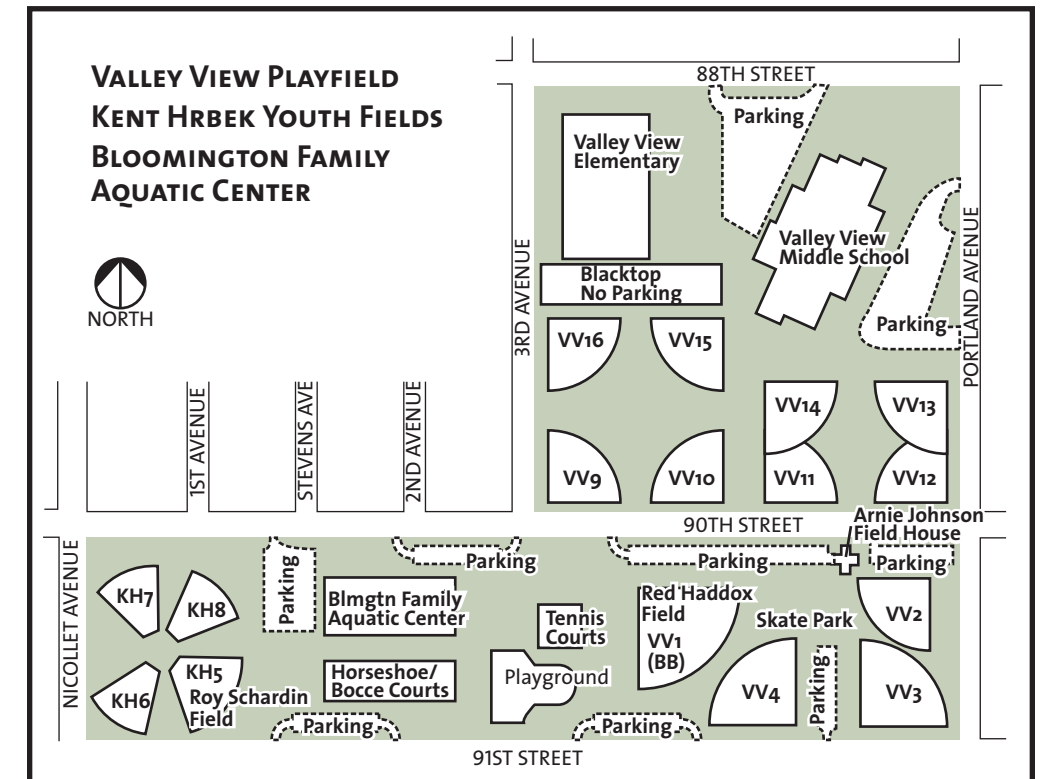 VALLEY VIEW PLAYFIELD
KENT HRBEK YOUTH FIELDS
BLOOMINGTON FAMILY
AQUATIC CENTER
NORTH
88TH STREET
Parking
Valley View
Elementary
Valley View
Middle School
Blacktop
No Parking
Parking
3RD AVENUE
PORTLAND AVENUE
VV16
VV15
VV14
VV13
VV9
VV10
VV11
VV12
1ST AVENUE
STEVENS AVE
2ND AVENUE
90TH STREET
Arnie Johnson
Field House
NICOLLET AVENUE
Parking
Parking
Parking
Parking
KH7
KH8
Blmgtn Family
Aquatic Center
Tennis
Courts
Red Haddox
Field
VV1
(BB)
Skate Park
VV2
KH6
KH5
Roy Schardin
Field
Horseshoe/
Bocce Courts
Playground
VV4
Parking
VV3
Parking
Parking
91ST STREET